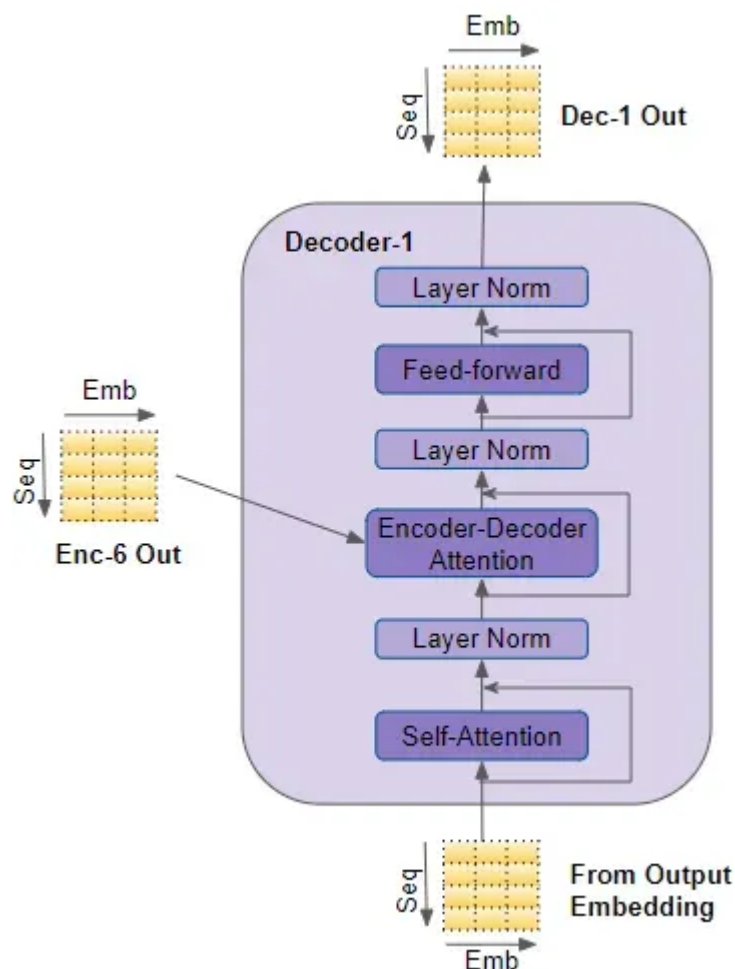 Emb
Seq
Dec-1 Out
Decoder-1
Layer Norm
Feed-forward
Emb
Layer Norm
Seq
Encoder-Decoder
Attention
Enc-6 Out
Layer Norm
Self-Attention
Seq
From Output
Embedding
Emb